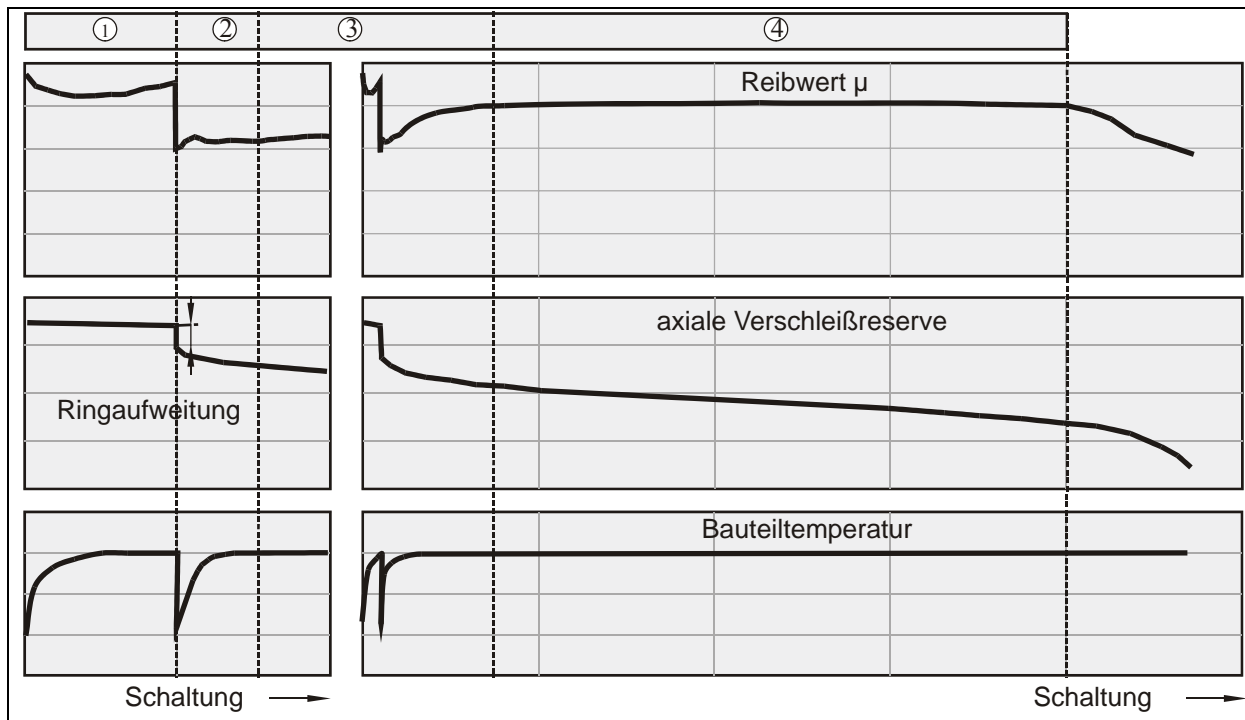 ① ② ③ ④
Reibwert µ
axiale Verschleißreserve
Ringaufweitung
Bauteiltemperatur
Schaltung
Schaltung